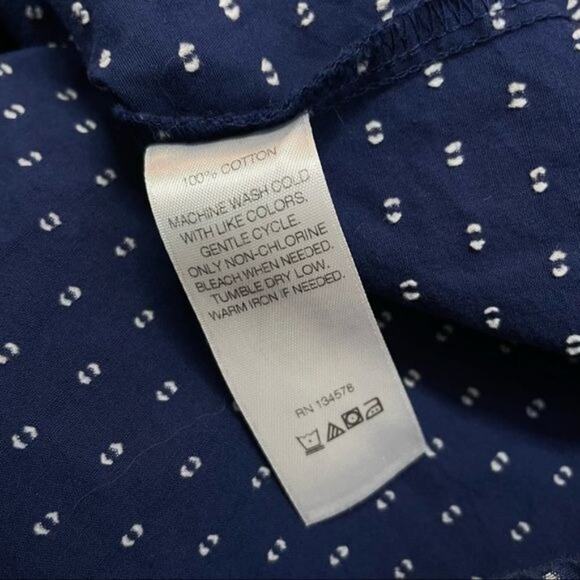 100% COTTON
MACHINE WASH COLD
WITH LIKE COLORS,
GENTLE CYCLE.
ONLY NON-CHLORINE
BLEACH WHEN NEEDED.
TUMBLE DRY LOW.
WARM IRON IF NEEDED.
RN 134578